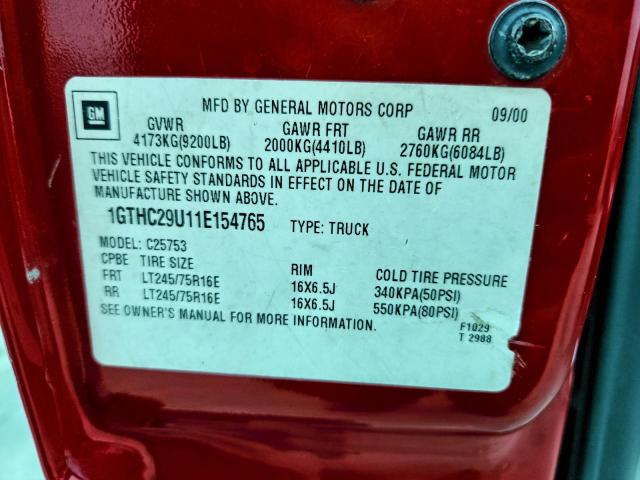 GM
MFD BY GENERAL MOTORS CORP 09/00
GVWR GAWR FRT GAWR RR
4173KG(9200LB) 2000KG(4410LB) 2760KG(6084LB)
THIS VEHICLE CONFORMS TO ALL APPLICABLE U.S. FEDERAL MOTOR
VEHICLE SAFETY STANDARDS IN EFFECT ON THE DATE OF
MANUFACTURE SHOWN ABOVE.
1GTHC29U11E154765 TYPE: TRUCK
MODEL: C25753
CPBE TIRE SIZE RIM COLD TIRE PRESSURE
FRT LT245/75R16E 16X6.5J 340KPA(50PSI)
RR LT245/75R16E 16X6.5J 550KPA(80PSI)
SEE OWNER'S MANUAL FOR MORE INFORMATION.
F1029
T 2988